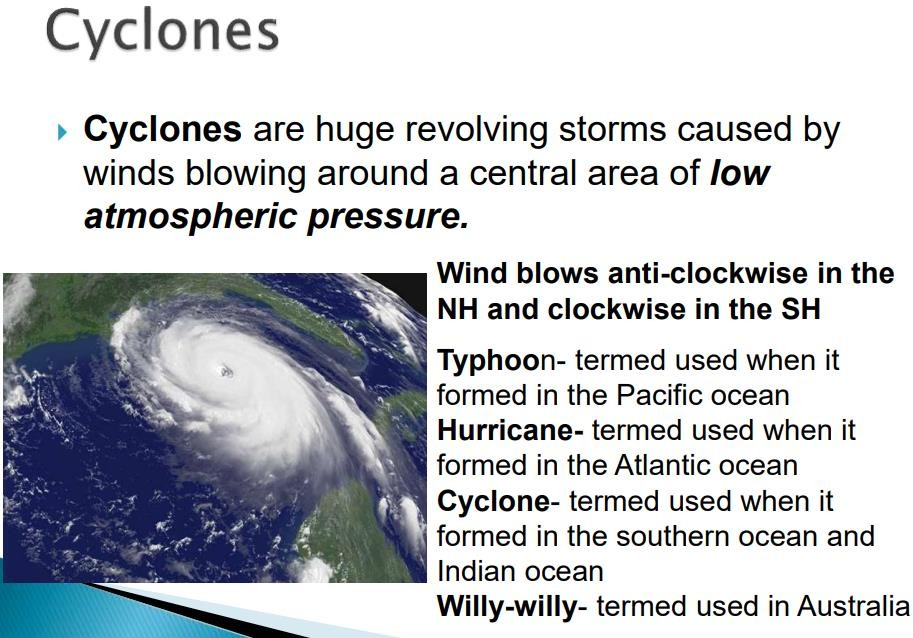 Cyclones
Cyclones are huge revolving storms caused by
winds blowing around a central area of low
atmospheric pressure.
Wind blows anti-clockwise in the
NH and clockwise in the SH
Typhoon- termed used when it
formed in the Pacific ocean
Hurricane- termed used when it
formed in the Atlantic ocean
Cyclone- termed used when it
formed in the southern ocean and
Indian ocean
Willy-willy- termed used in Australia